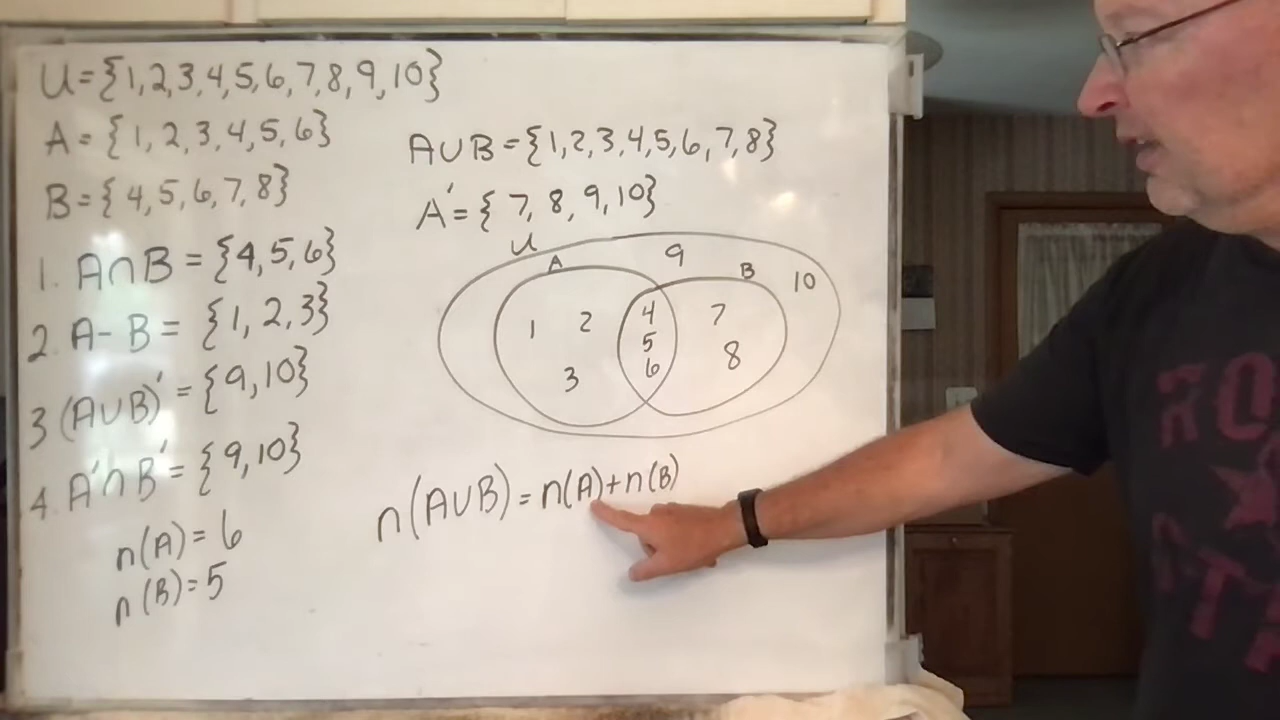 U={1,2,3,4,5,6,7,8,9,10}
A={1,2,3,4,5,6}
B={4,5,6,7,8}
1. A∩B={4,5,6}
2. A-B={1,2,3}
3 (A∪B)'={9,10}
4. A'∩B'={9,10}
n(A)=6
n(B)=5
A∪B={1,2,3,4,5,6,7,8}
A'={7,8,9,10}
U
A
9
B
10
1 2
3
4
5
6
7
8
n(A∪B)=n(A)+n(B)
RO